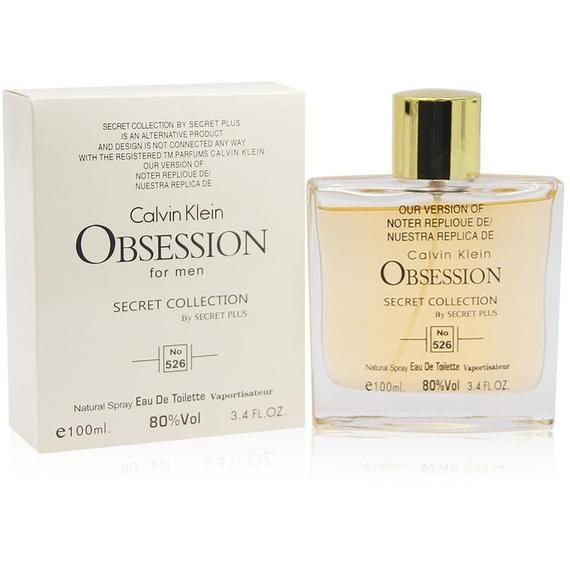 SECRET COLLECTION BY SECRET PLUS
IS AN ALTERNATIVE PRODUCT
AND DESIGN IS NOT CONNECTED ANY WAY
WITH THE REGISTERED TM PARFUMS CALVIN KLEIN
OUR VERSION OF
NOTER REPLIQUE DE/
NUESTRA REPLICA DE
Calvin Klein
OBSESSION
for men
SECRET COLLECTION
By SECRET PLUS
No
526
Natural Spray Eau De Toilette Vaportisateur
e100ml. 80%Vol 3.4 FL.OZ.
OUR VERSION OF
NOTER REPLIQUE DE/
NUESTRA REPLICA DE
Calvin Klein
OBSESSION
SECRET COLLECTION
By SECRET PLUS
No
526
Natural Spray Eau De Toilette Vaportisateur
e100ml. 80%Vol 3.4 FL.OZ.